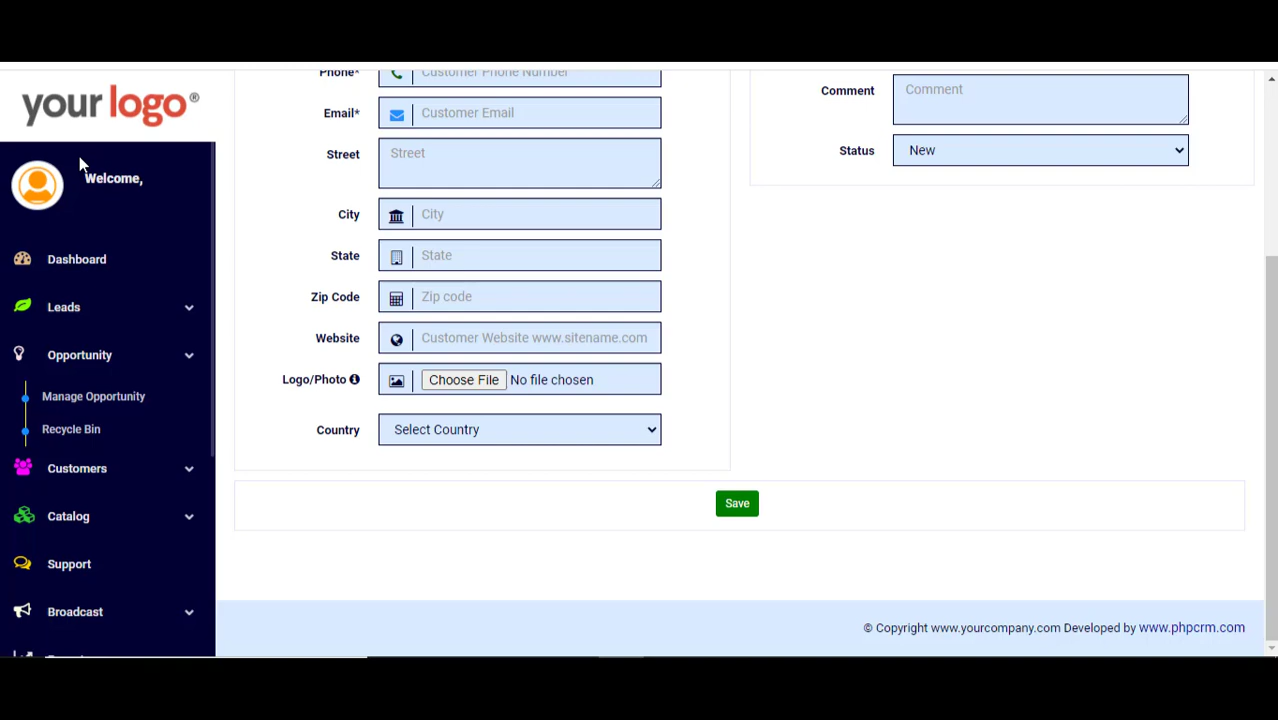 your logo®
Welcome,
Dashboard
Leads
Opportunity
Manage Opportunity
Recycle Bin
Customers
Catalog
Support
Broadcast
Phone* Customer Phone Number
Email* Customer Email
Street Street
City City
State State
Zip Code Zip code
Website Customer Website www.sitename.com
Logo/Photo Choose File No file chosen
Country Select Country
Comment Comment
Status New
Save
© Copyright www.yourcompany.com Developed by www.phpcrm.com